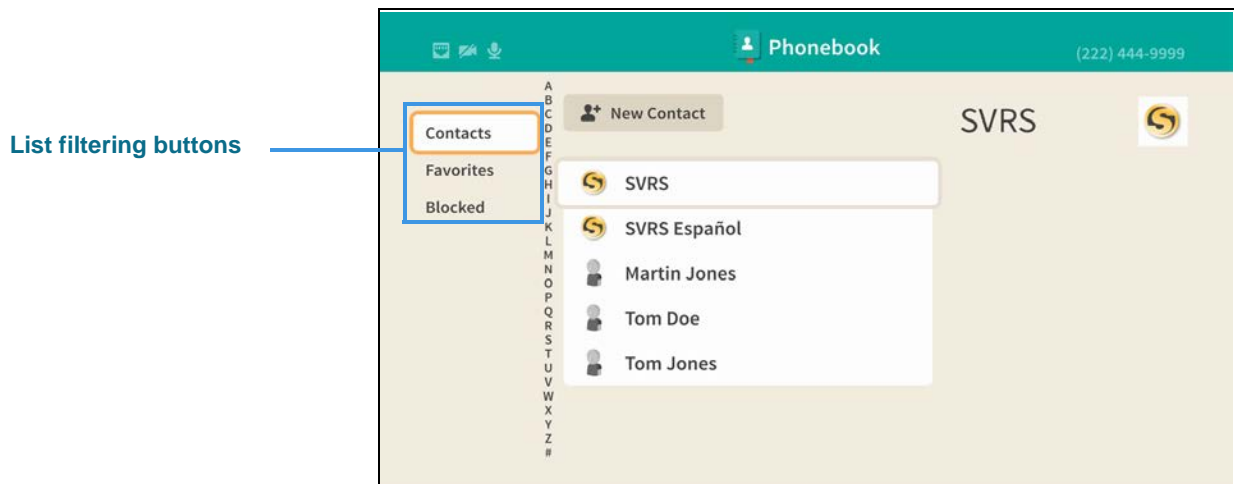 Phonebook
(222) 444-9999
List filtering buttons
Contacts
Favorites
Blocked
A
B
C
D
E
F
G
H
I
J
K
L
M
N
O
P
Q
R
S
T
U
V
W
X
Y
Z
#
New Contact
SVRS
SVRS Español
Martin Jones
Tom Doe
Tom Jones
SVRS